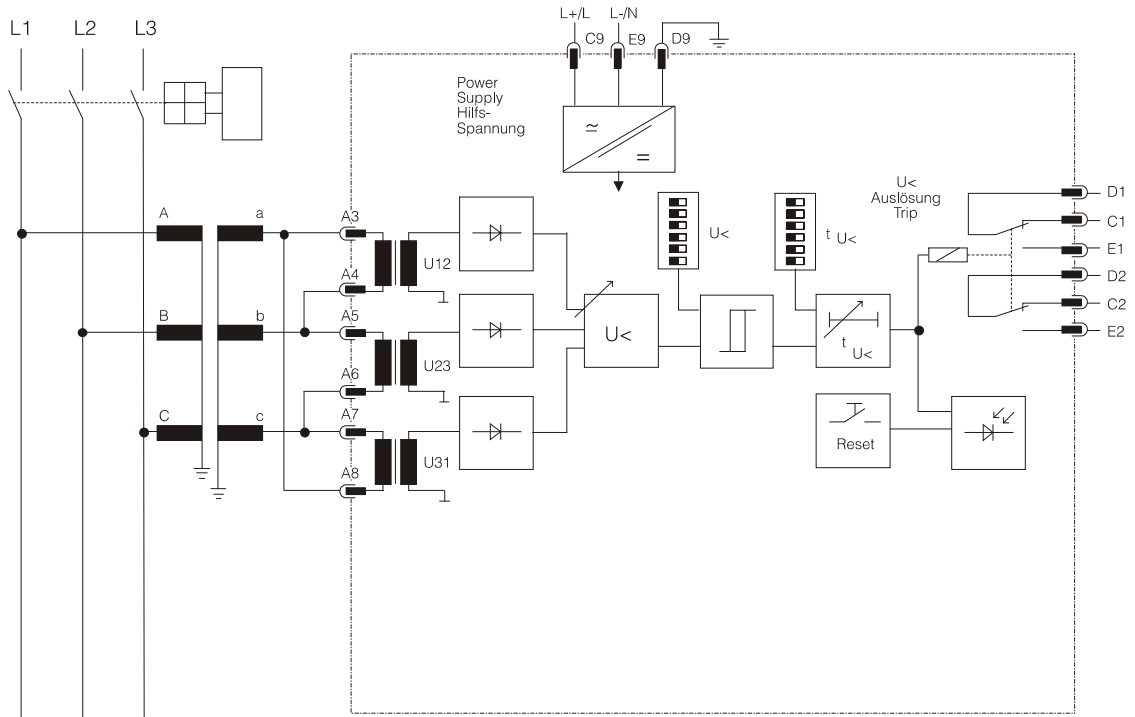 L+/L L-/N
L1 L2 L3
C9 E9 D9
Power
Supply
Hilfs-
Spannung
≃
=
U<
Auslösung
Trip
D1
A a A3
C1
U<
t U<
E1
U12
A4
D2
C2
B b A5
E2
U<
t U<
U23
A6
C c A7
Reset
U31
A8